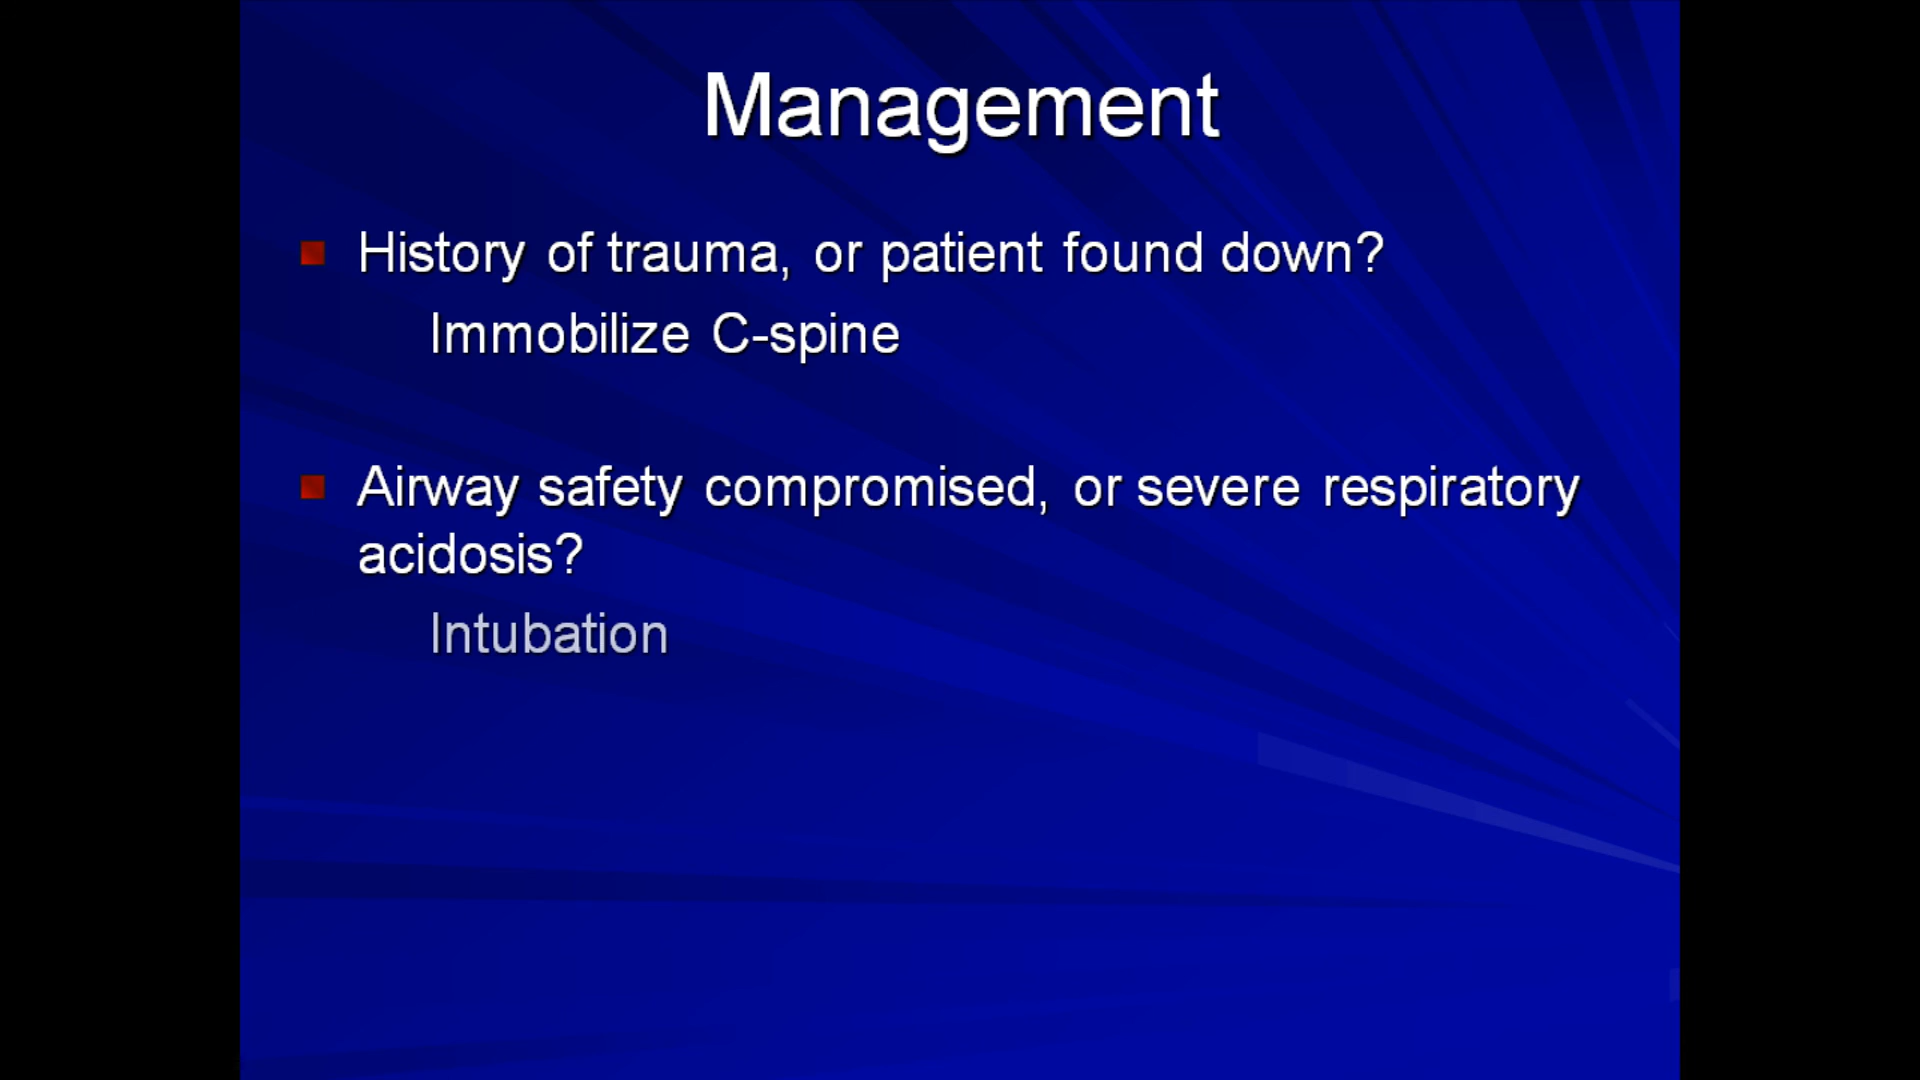 Management
History of trauma, or patient found down?
Immobilize C-spine
Airway safety compromised, or severe respiratory
acidosis?
Intubation